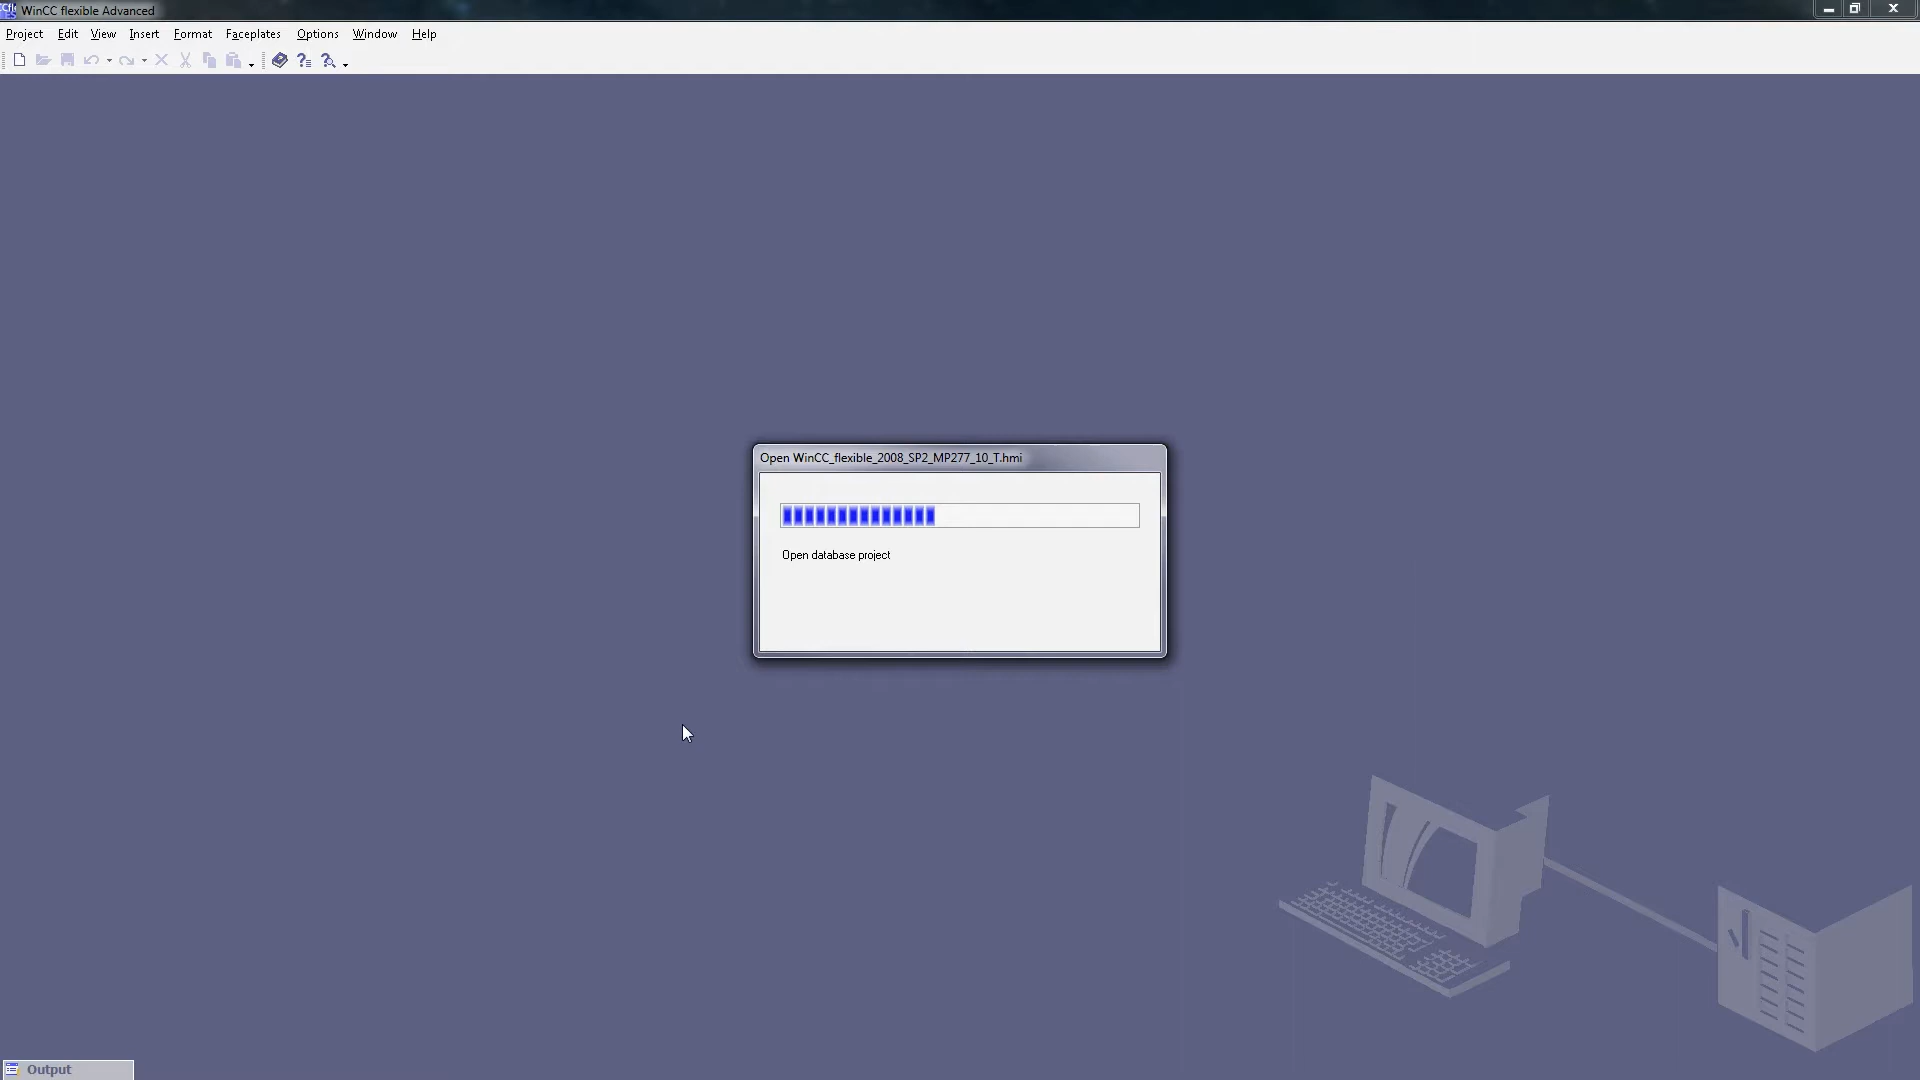 WinCC flexible Advanced
Project Edit View Insert Format Faceplates Options Window Help
Open WinCC_flexible_2008_SP2_MP277_10_T.hmi
Open database project
Output